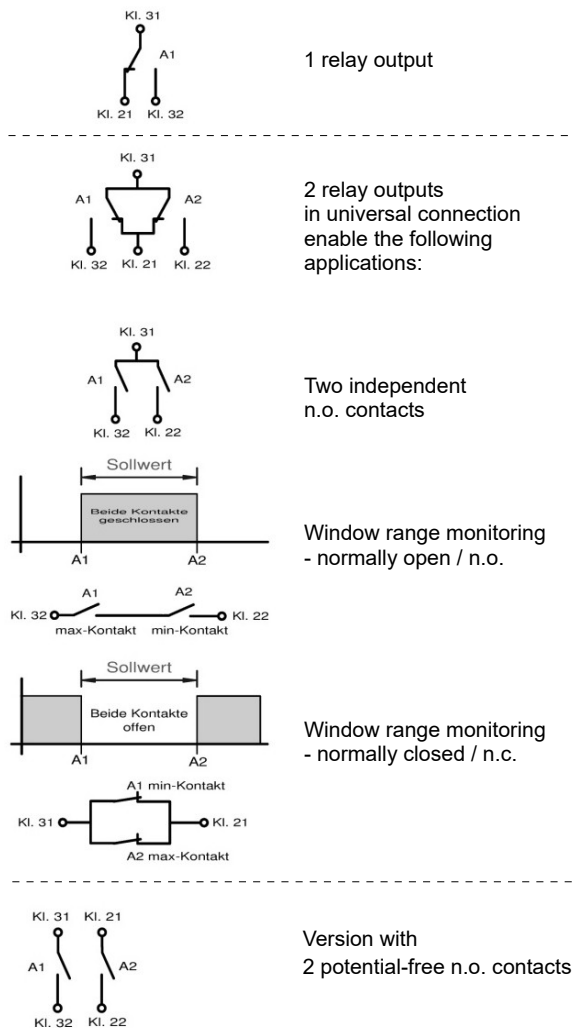 Kl. 31
A1
Kl. 21 Kl. 32
1 relay output
Kl. 31
A1 A2
Kl. 32 Kl. 21 Kl. 22
2 relay outputs
in universal connection
enable the following
applications:
Kl. 31
A1 A2
Kl. 32 Kl. 22
Two independent
n.o. contacts
Sollwert
Beide Kontakte
geschlossen
A1 A2
Window range monitoring
- normally open / n.o.
A1 A2
Kl. 32 Kl. 22
max-Kontakt min-Kontakt
Sollwert
Beide Kontakte
offen
A1 A2
Window range monitoring
- normally closed / n.c.
A1 min-Kontakt
Kl. 31 Kl. 21
A2 max-Kontakt
Kl. 31 Kl. 21
A1 A2
Kl. 32 Kl. 22
Version with
2 potential-free n.o. contacts